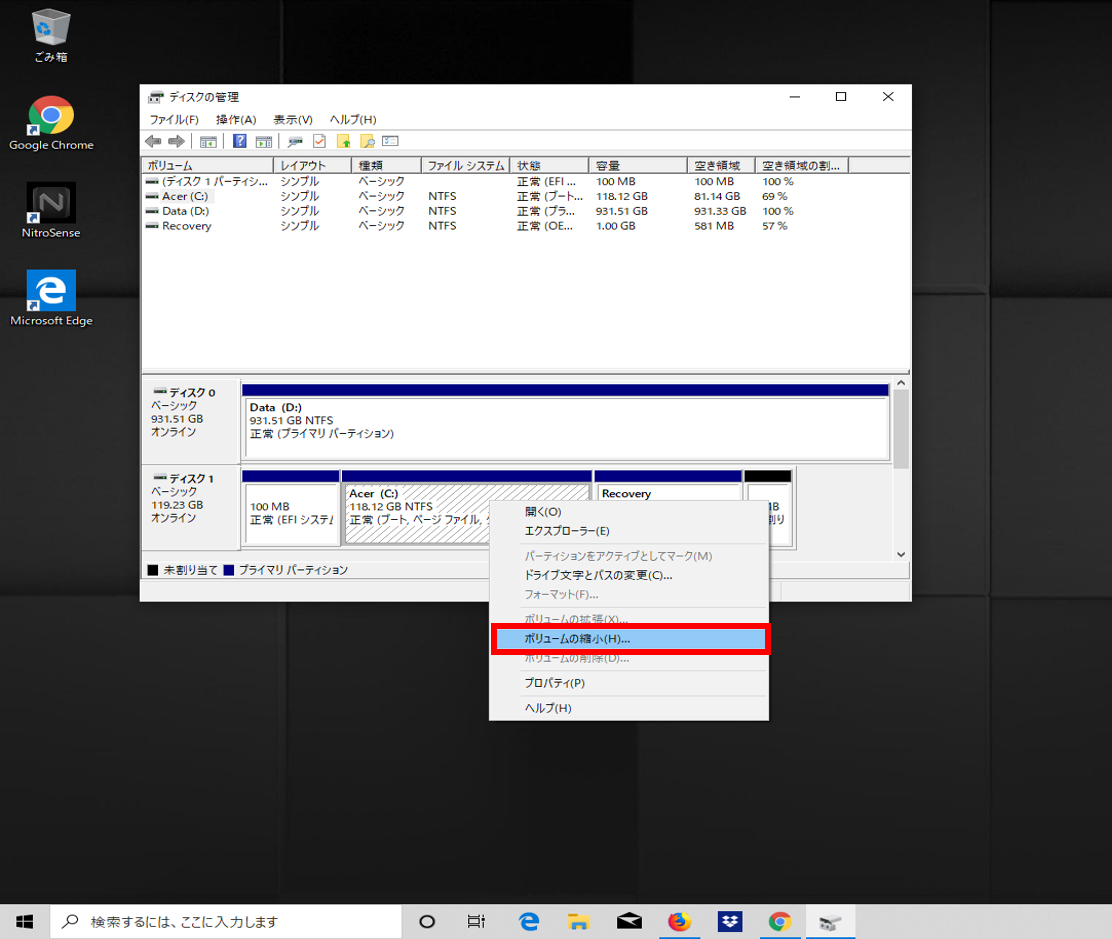 ごみ箱
Google Chrome
NitroSense
Microsoft Edge
ディスクの管理
ファイル(F) 操作(A) 表示(V) ヘルプ(H)
ボリューム レイアウト 種類 ファイル システム 状態 容量 空き領域 空き領域の割...
(ディスク 1 パーティシ... シンプル ベーシック 正常 (EFI ... 100 MB 100 MB 100 %
Acer (C:) シンプル ベーシック NTFS 正常 (ブート... 118.12 GB 81.14 GB 69 %
Data (D:) シンプル ベーシック NTFS 正常 (プラ... 931.51 GB 931.33 GB 100 %
Recovery シンプル ベーシック NTFS 正常 (OE... 1.00 GB 581 MB 57 %
ディスク 0
ベーシック
931.51 GB
オンライン
Data (D:)
931.51 GB NTFS
正常 (プライマリ パーティション)
ディスク 1
ベーシック
119.23 GB
オンライン
100 MB
正常 (EFI システ
Acer (C:)
118.12 GB NTFS
正常 (ブート, ページ ファイル,
Recovery
MB
割り
未割り当て プライマリ パーティション
開く(O)
エクスプローラー(E)
パーティションをアクティブとしてマーク(M)
ドライブ文字とパスの変更(C)...
フォーマット(F)...
ボリュームの拡張(X)...
ボリュームの縮小(H)...
ボリュームの削除(D)...
プロパティ(P)
ヘルプ(H)
検索するには、ここに入力します